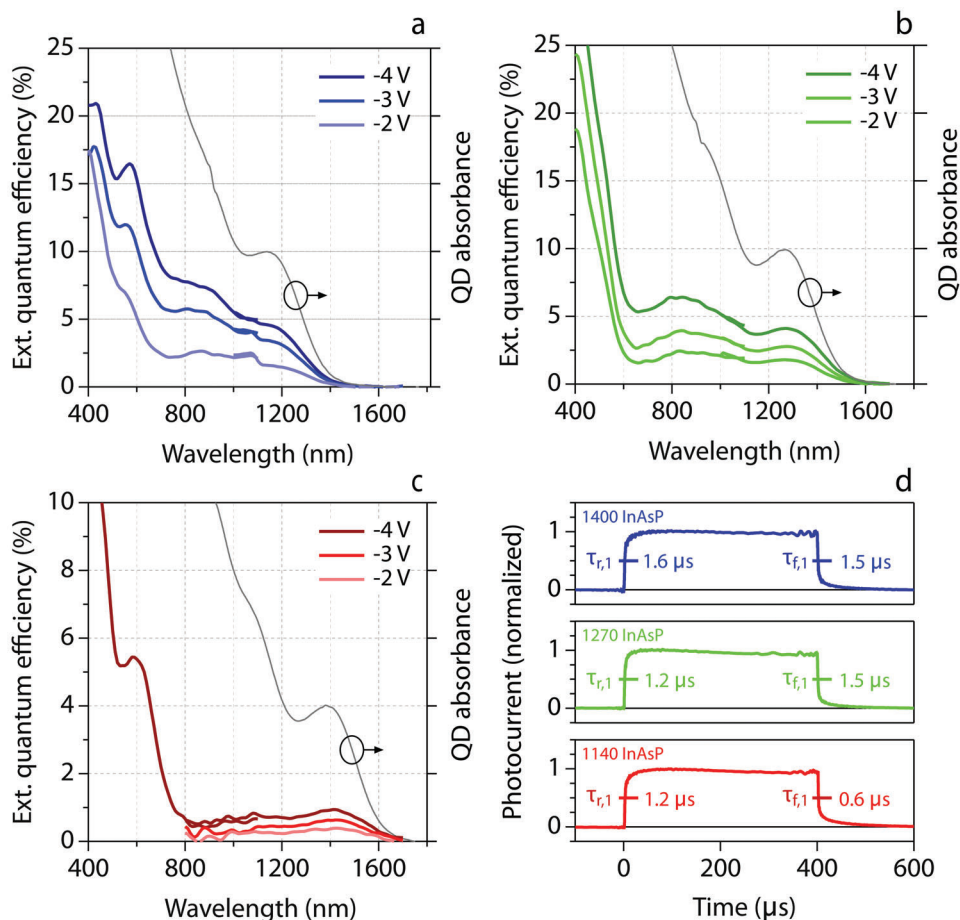 a
25
20
15
10
5
0
Ext. quantum efficiency (%)
-4 V
-3 V
-2 V
QD absorbance
400 800 1200 1600
Wavelength (nm)
b
25
20
15
10
5
0
Ext. quantum efficiency (%)
-4 V
-3 V
-2 V
QD absorbance
400 800 1200 1600
Wavelength (nm)
c
10
8
6
4
2
0
Ext. quantum efficiency (%)
-4 V
-3 V
-2 V
QD absorbance
400 800 1200 1600
Wavelength (nm)
d
Photocurrent (normalized)
1400 InAsP
1
τr,1 1.6 µs τf,1 1.5 µs
0
1270 InAsP
1
τr,1 1.2 µs τf,1 1.5 µs
0
1140 InAsP
1
τr,1 1.2 µs τf,1 0.6 µs
0
0 200 400 600
Time (µs)